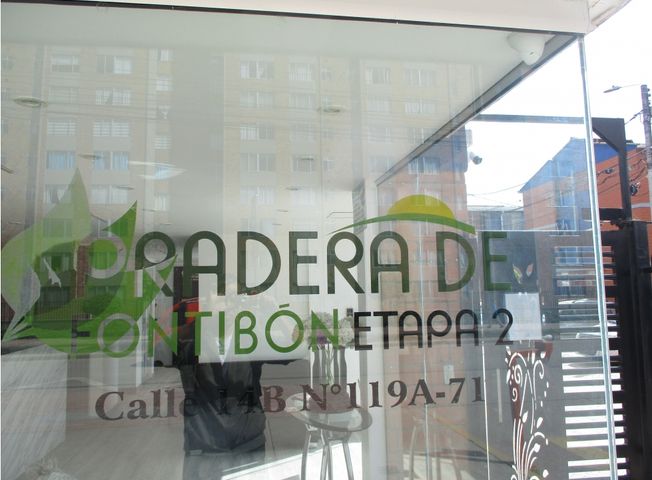 PRADERA DE
FONTIBÓN ETAPA 2
Calle 14B N°119A-71